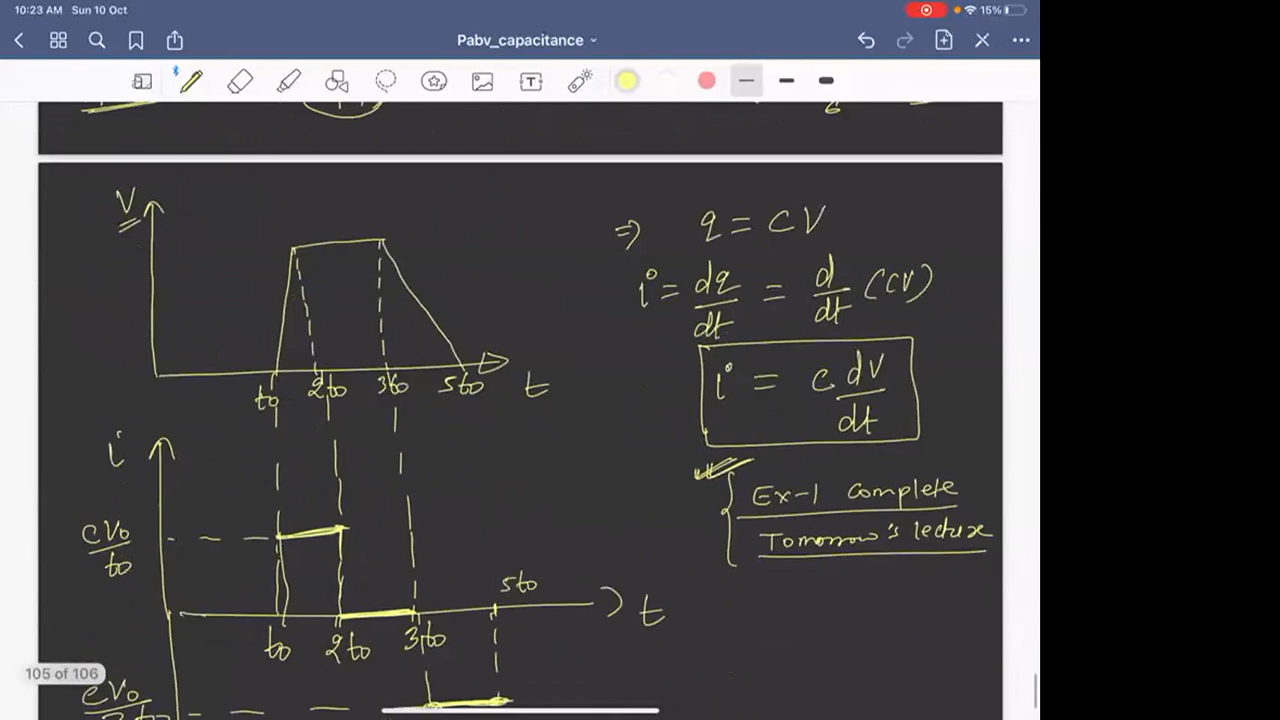 10:23 AM Sun 10 Oct
15%
Pabv_capacitance
V
t0 2t0 3t0 5t0 t
⇒ q = CV
i = dq/dt = d/dt (CV)
i = C dV/dt
Ex-1 complete
Tomorrow's lecture
i
CV0/t0
5t0
t0 2t0 3t0 t
105 of 106